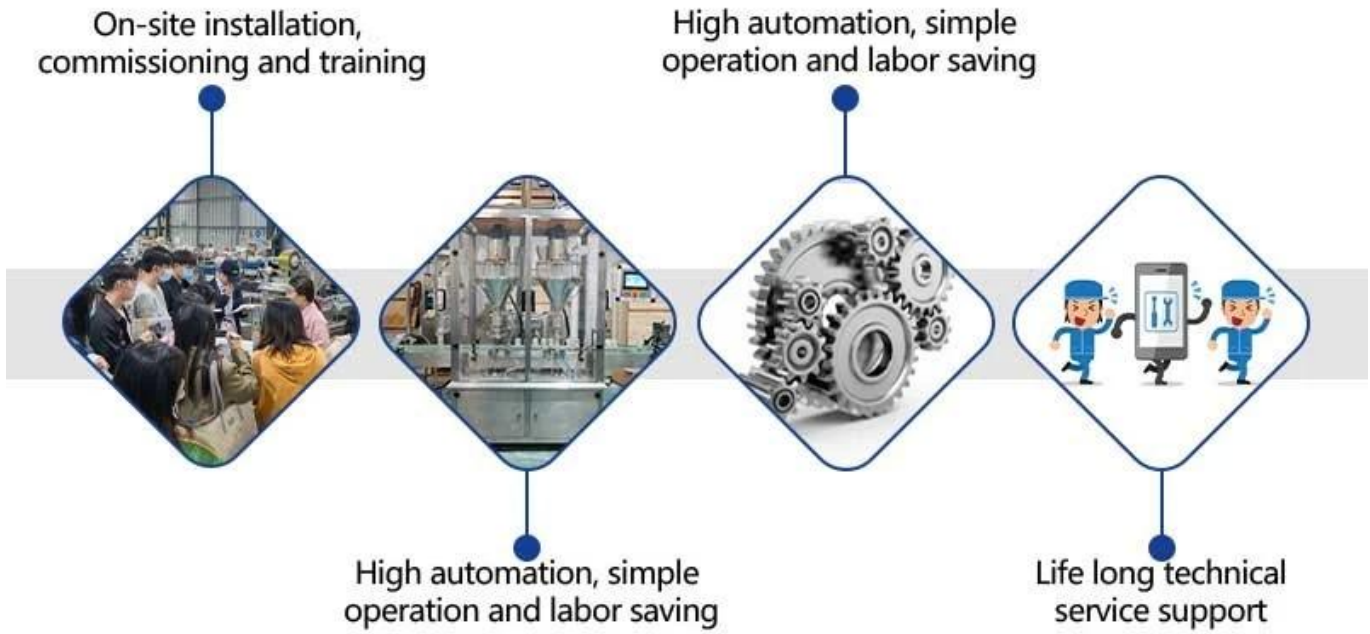 On-site installation,
commissioning and training
High automation, simple
operation and labor saving
High automation, simple
operation and labor saving
Life long technical
service support